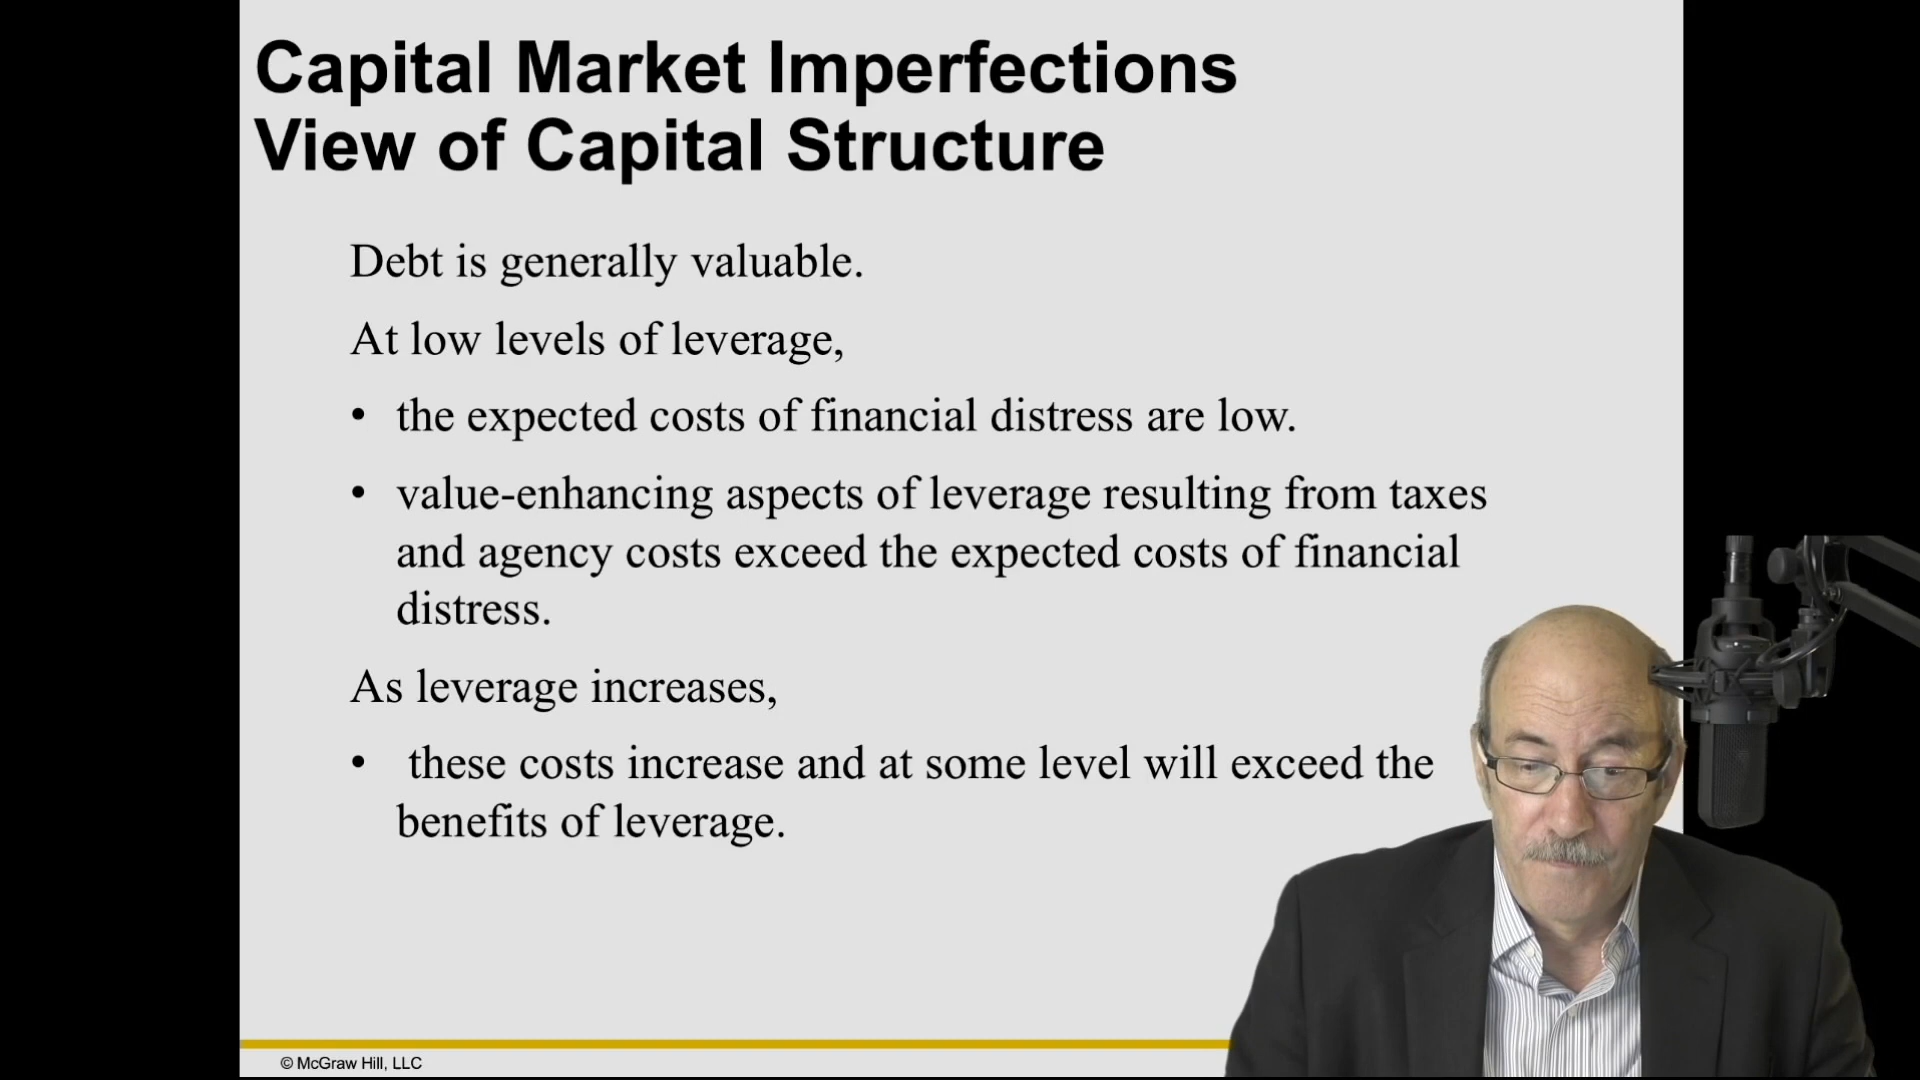 Capital Market Imperfections
View of Capital Structure
Debt is generally valuable.
At low levels of leverage,
• the expected costs of financial distress are low.
• value-enhancing aspects of leverage resulting from taxes
and agency costs exceed the expected costs of financial
distress.
As leverage increases,
• these costs increase and at some level will exceed the
benefits of leverage.
© McGraw Hill, LLC